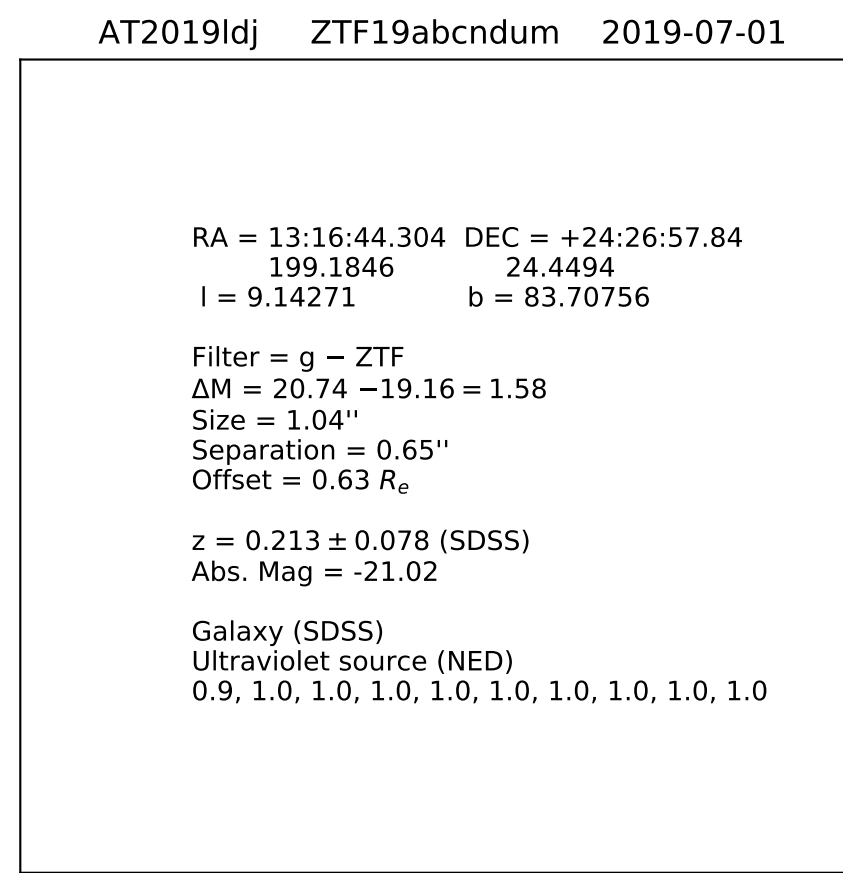 AT2019ldj ZTF19abcndum 2019-07-01
RA = 13:16:44.304 DEC = +24:26:57.84
199.1846 24.4494
l = 9.14271 b = 83.70756
Filter = g − ZTF
ΔM = 20.74 −19.16 = 1.58
Size = 1.04''
Separation = 0.65''
Offset = 0.63 Re
z = 0.213 ± 0.078 (SDSS)
Abs. Mag = -21.02
Galaxy (SDSS)
Ultraviolet source (NED)
0.9, 1.0, 1.0, 1.0, 1.0, 1.0, 1.0, 1.0, 1.0, 1.0